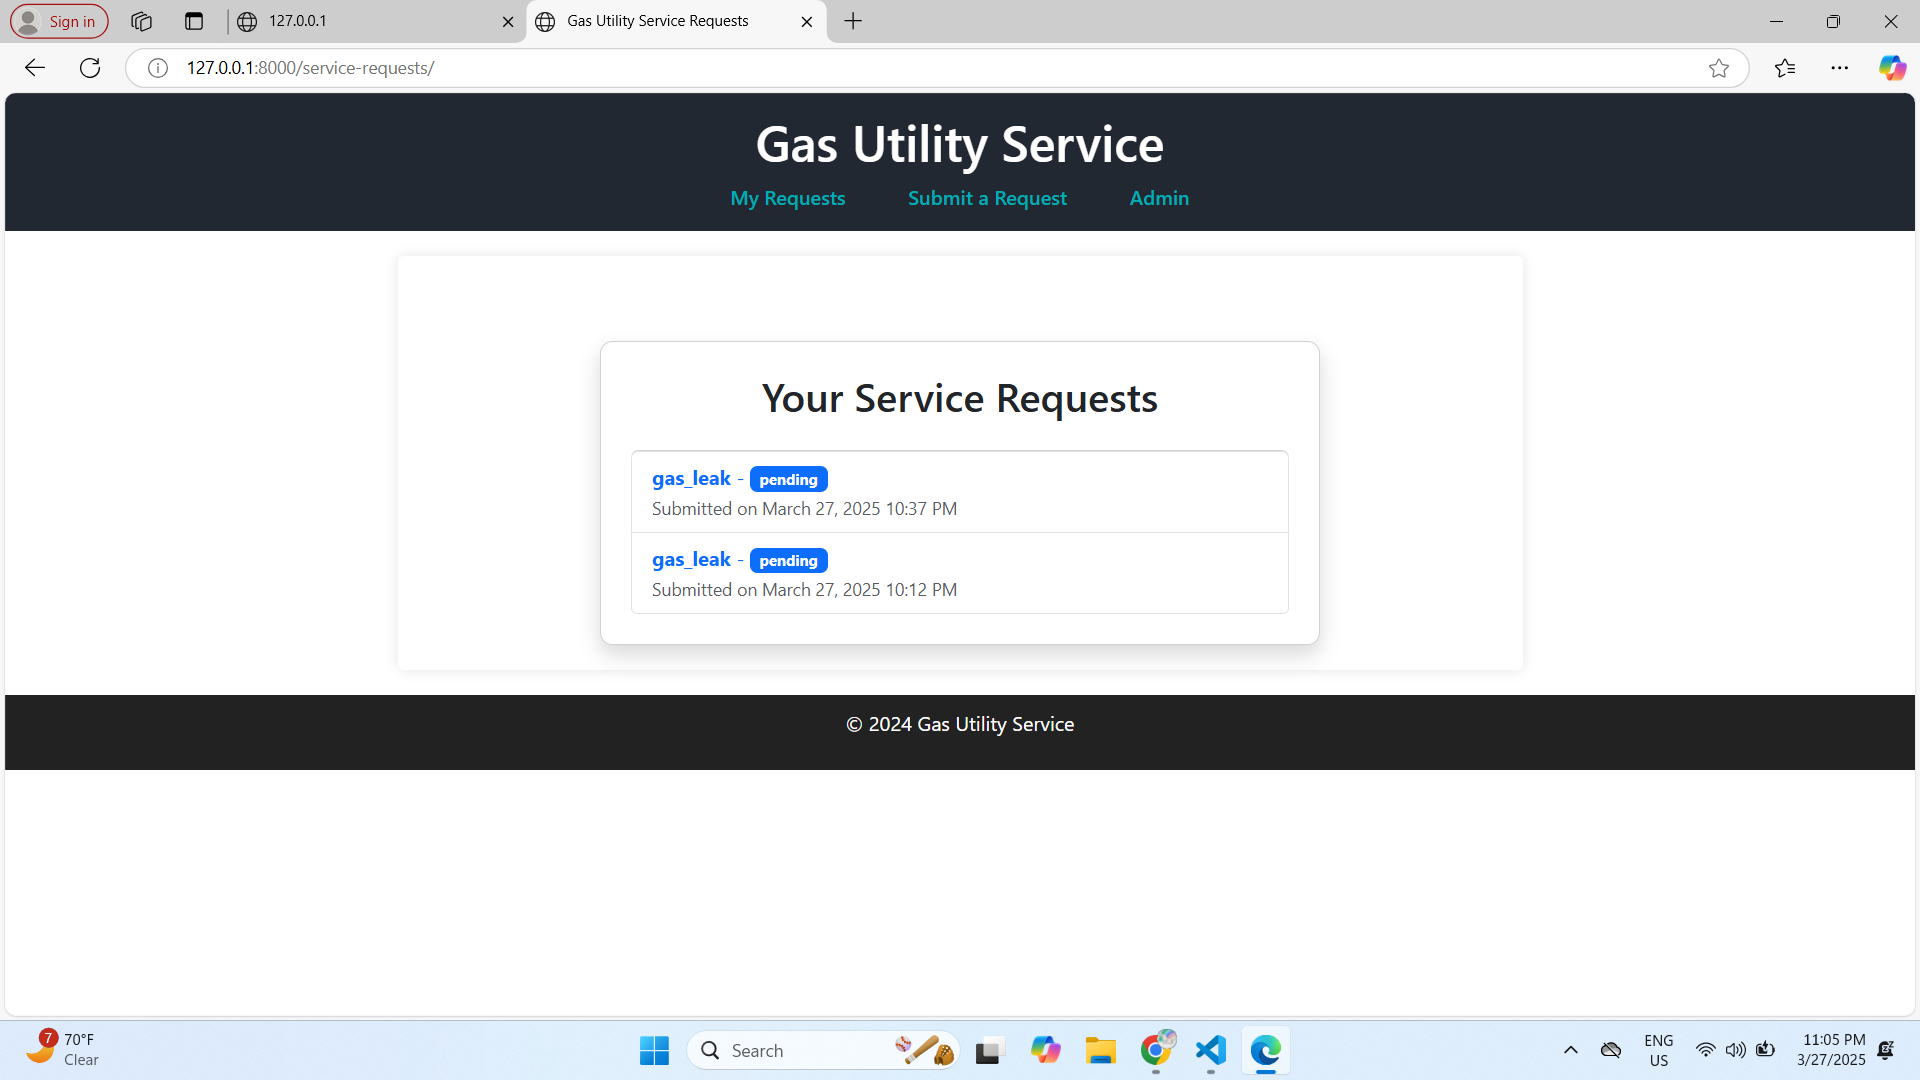 Sign in
127.0.0.1
Gas Utility Service Requests
127.0.0.1:8000/service-requests/
Gas Utility Service
My Requests Submit a Request Admin
Your Service Requests
gas_leak - pending
Submitted on March 27, 2025 10:37 PM
gas_leak - pending
Submitted on March 27, 2025 10:12 PM
© 2024 Gas Utility Service
7
70°F
Clear
Search
ENG
US
11:05 PM
3/27/2025